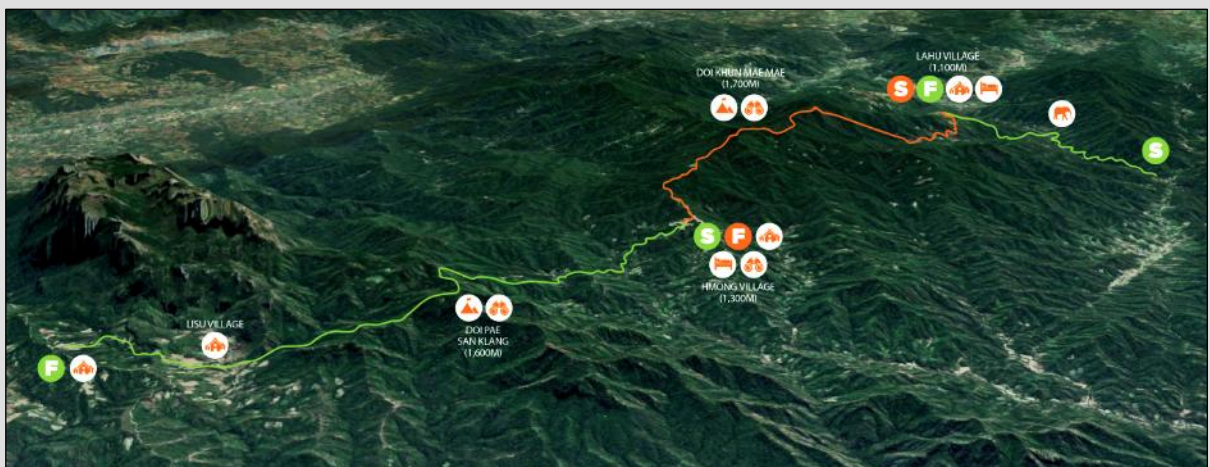 DOI KHUN MAE MAE
(1,700M)
LAHU VILLAGE
(1,100M)
S F
S
S F
HMONG VILLAGE
(1,300M)
LISU VILLAGE
DOI PAE
SAN KLANG
(1,600M)
F